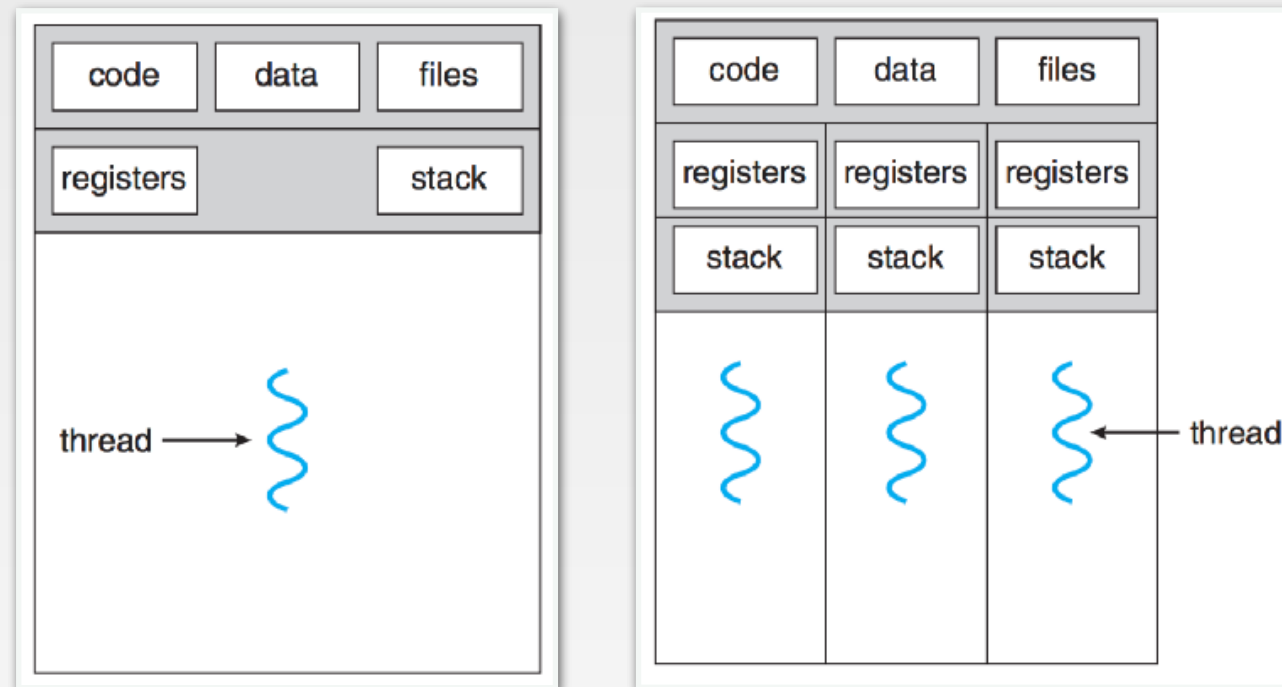 code data files
registers stack
thread
code data files
registers registers registers
stack stack stack
thread